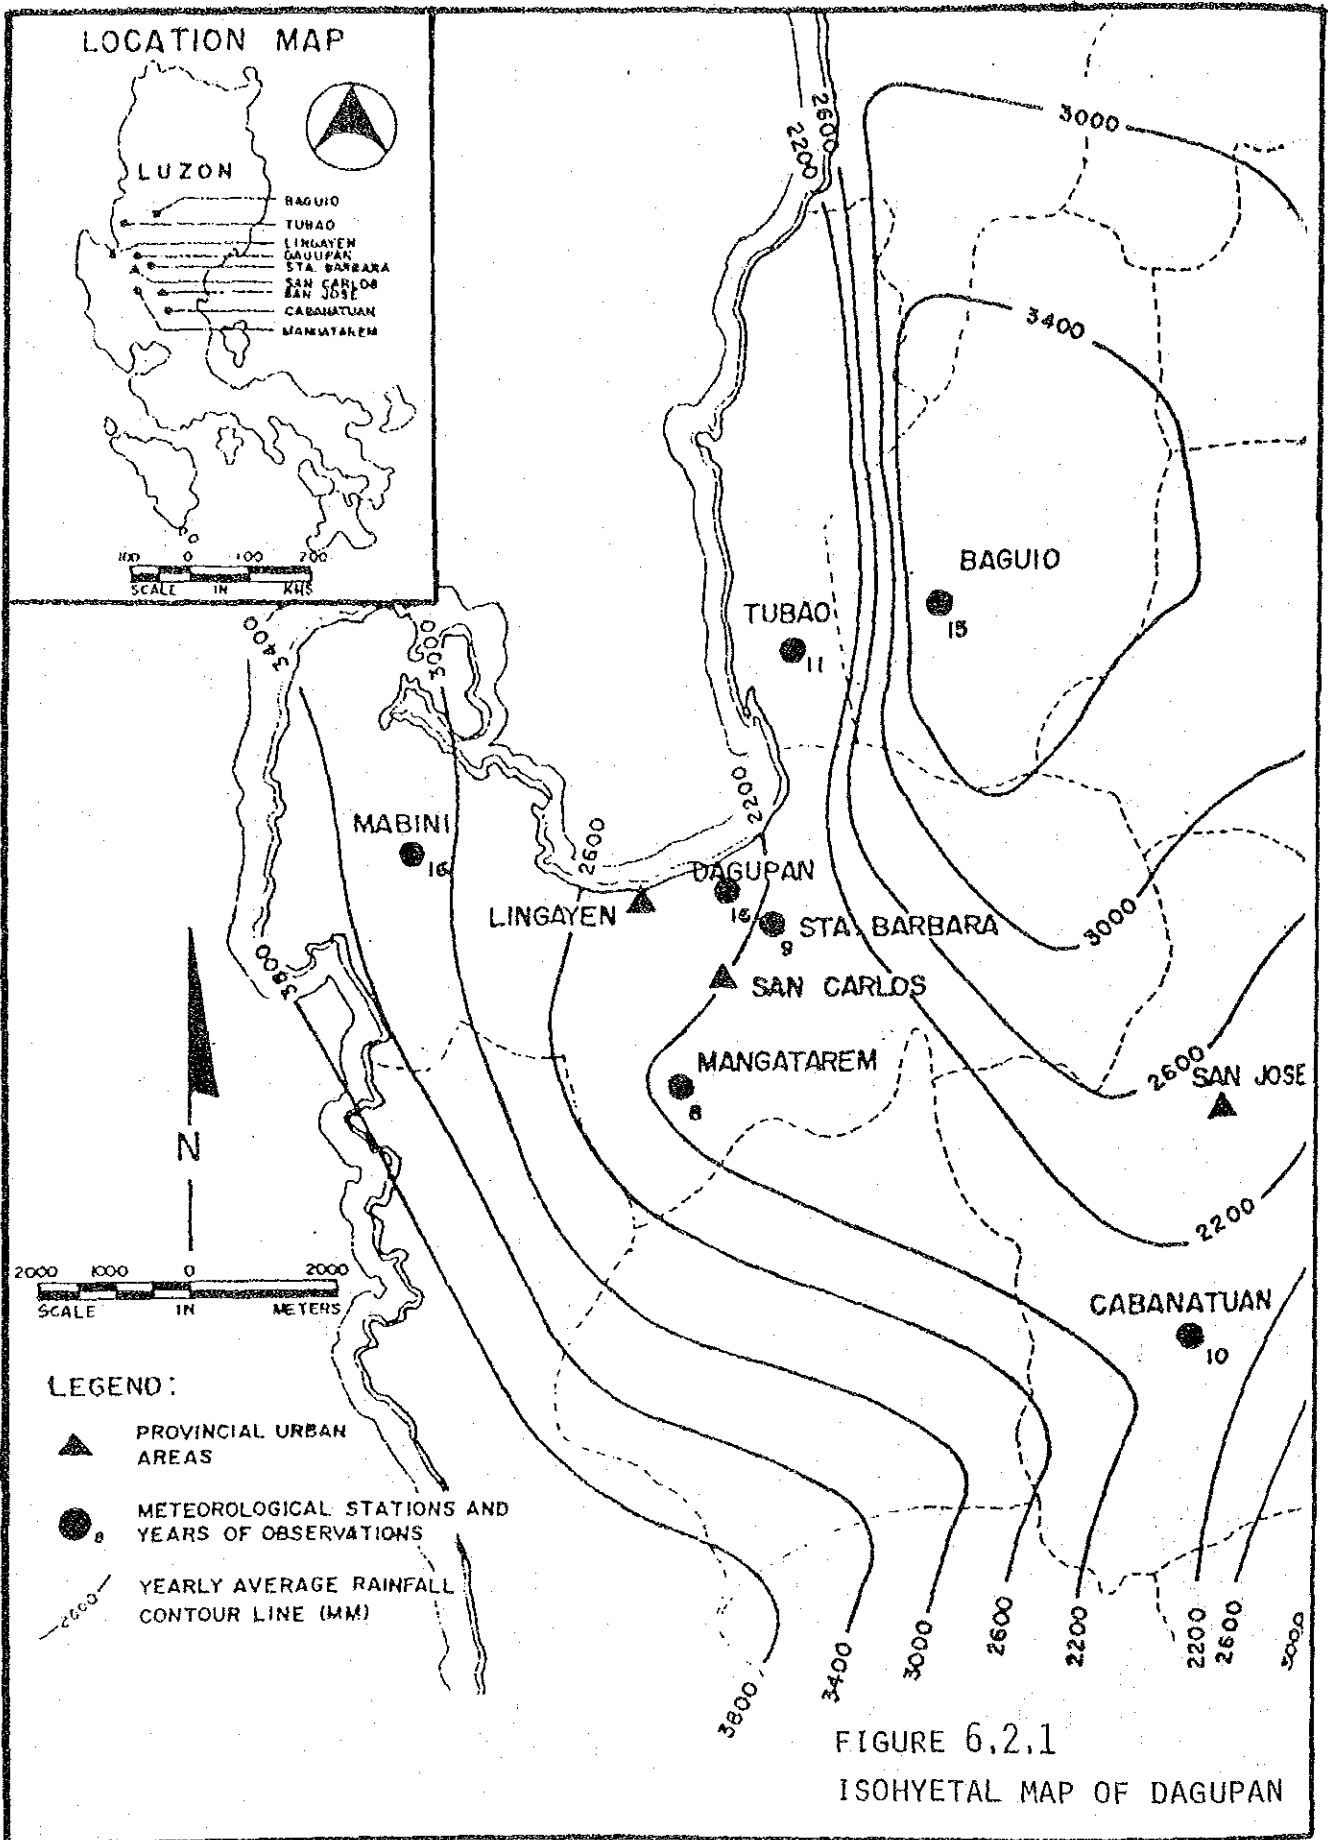 LOCATION MAP
LUZON
BAGUIO
TUBAO
LINGAYEN
DAGUPAN
STA. BARBARA
SAN CARLOS
SAN JOSE
CABANATUAN
MANGATAREM
100 0 100 200
SCALE IN KMS
2600
2200
3000
3400
BAGUIO
15
TUBAO
11
3400
3000
2200
MABINI
16
2600
DAGUPAN
16
LINGAYEN
STA. BARBARA
8
3000
3800
SAN CARLOS
MANGATAREM
8
2600
SAN JOSE
N
2200
2000 1000 0 2000
SCALE IN METERS
CABANATUAN
10
LEGEND:
PROVINCIAL URBAN
AREAS
METEOROLOGICAL STATIONS AND
8
YEARS OF OBSERVATIONS
YEARLY AVERAGE RAINFALL
2600
CONTOUR LINE (MM)
3800
3400
3000
2600
2200
2200
2600
3000
FIGURE 6.2.1
ISOHYETAL MAP OF DAGUPAN